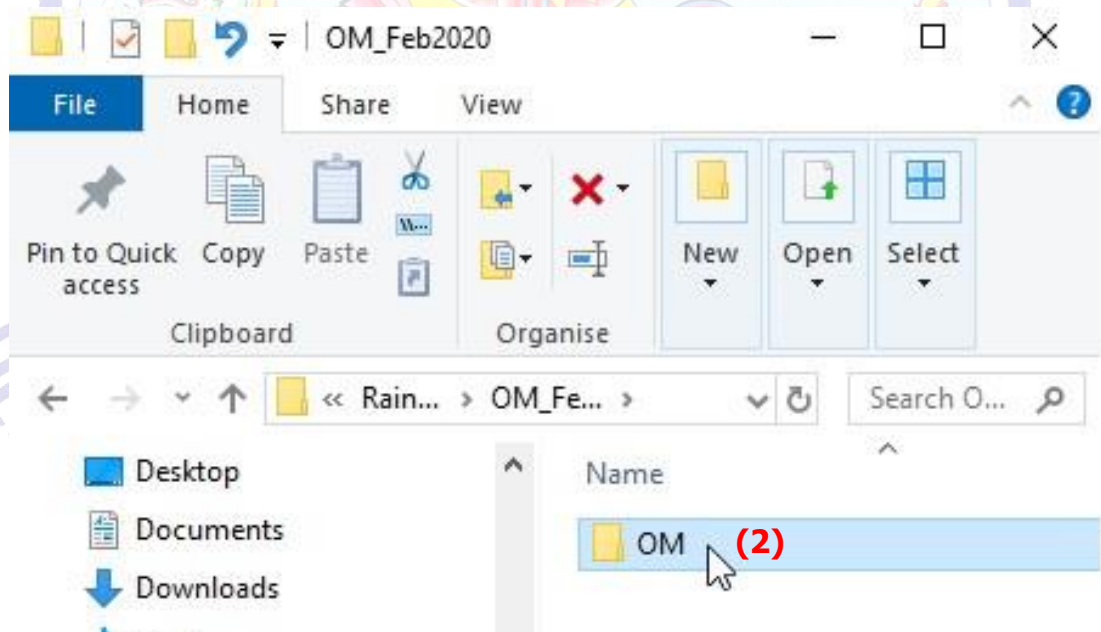 OM_Feb2020
File Home Share View
Pin to Quick access Copy Paste New Open Select
Clipboard Organise
« Rain... > OM_Fe... > Search O...
Desktop
Name
Documents
OM (2)
Downloads